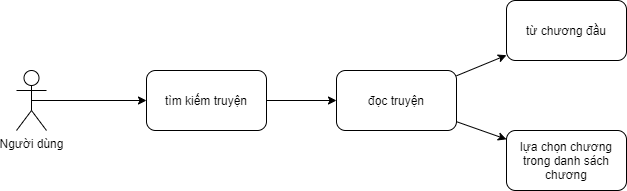 từ chương đầu
tìm kiếm truyện
đọc truyện
Người dùng
lựa chọn chương
trong danh sách
chương